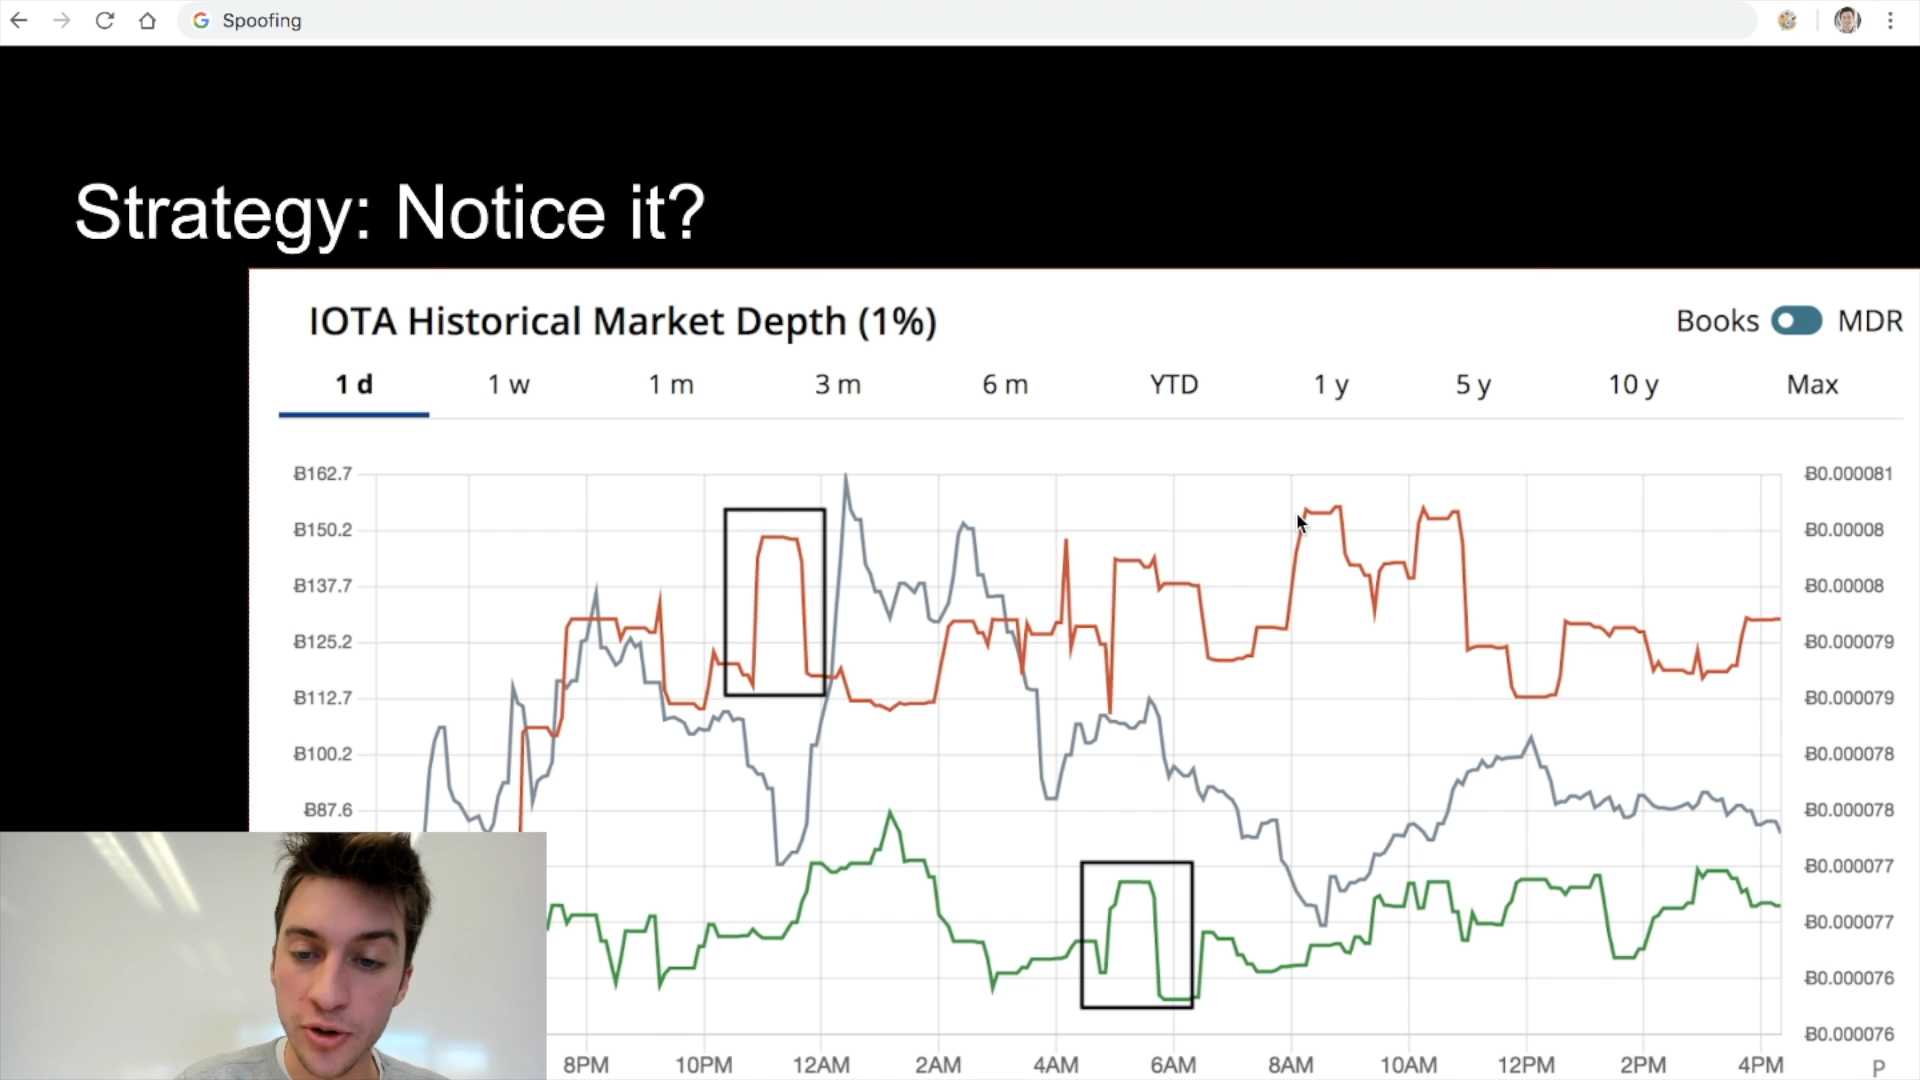 Spoofing
Strategy: Notice it?
IOTA Historical Market Depth (1%)
Books MDR
1 d 1 w 1 m 3 m 6 m YTD 1 y 5 y 10 y Max
Ƀ162.7 Ƀ0.000081
Ƀ150.2 Ƀ0.00008
Ƀ137.7 Ƀ0.00008
Ƀ125.2 Ƀ0.000079
Ƀ112.7 Ƀ0.000079
Ƀ100.2 Ƀ0.000078
Ƀ87.6 Ƀ0.000078
Ƀ0.000077
Ƀ0.000077
Ƀ0.000076
Ƀ0.000076
8PM 10PM 12AM 2AM 4AM 6AM 8AM 10AM 12PM 2PM 4PM P